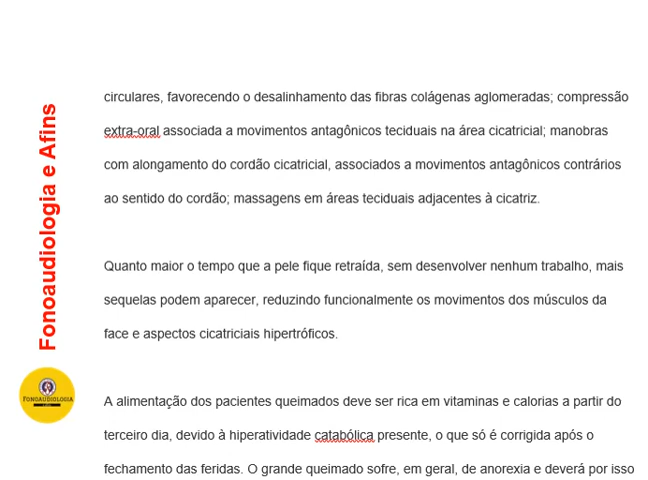 circulares, favorecendo o desalinhamento das fibras colágenas aglomeradas; compressão
extra-oral associada a movimentos antagônicos teciduais na área cicatricial; manobras
com alongamento do cordão cicatricial, associados a movimentos antagônicos contrários
ao sentido do cordão; massagens em áreas teciduais adjacentes à cicatriz.
Quanto maior o tempo que a pele fique retraída, sem desenvolver nenhum trabalho, mais
sequelas podem aparecer, reduzindo funcionalmente os movimentos dos músculos da
face e aspectos cicatriciais hipertróficos.
A alimentação dos pacientes queimados deve ser rica em vitaminas e calorias a partir do
terceiro dia, devido à hiperatividade catabólica presente, o que só é corrigida após o
fechamento das feridas. O grande queimado sofre, em geral, de anorexia e deverá por isso
Fonoaudiologia e Afins
FONOAUDIOLOGIA